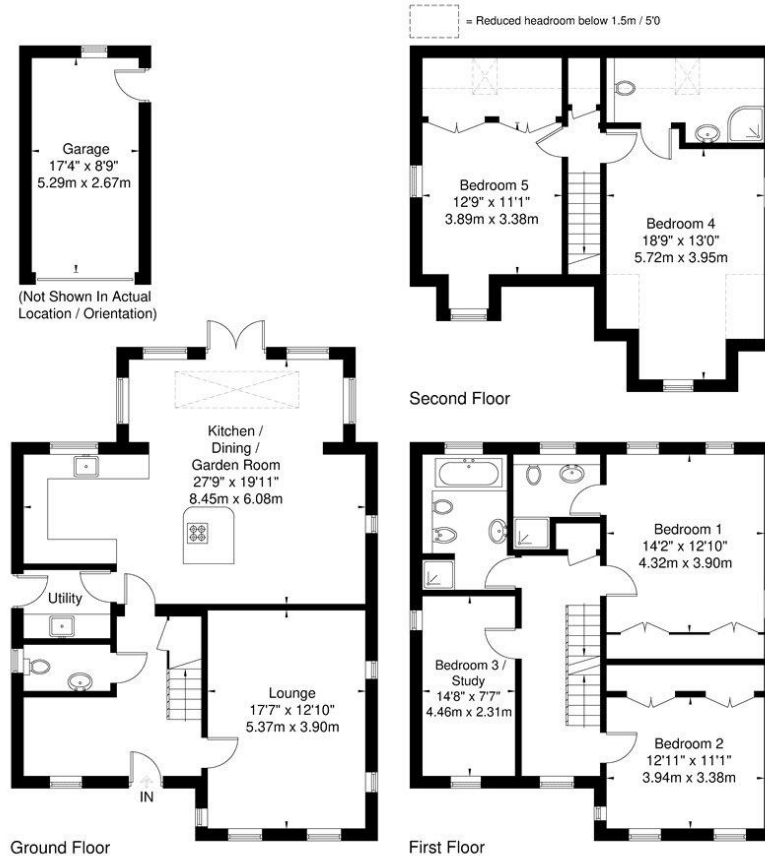 = Reduced headroom below 1.5m / 5'0
Garage
17'4" x 8'9"
5.29m x 2.67m
(Not Shown In Actual
Location / Orientation)
Bedroom 5
12'9" x 11'1"
3.89m x 3.38m
Bedroom 4
18'9" x 13'0"
5.72m x 3.95m
Second Floor
Kitchen /
Dining /
Garden Room
27'9" x 19'11"
8.45m x 6.08m
Utility
Lounge
17'7" x 12'10"
5.37m x 3.90m
IN
Ground Floor
Bedroom 1
14'2" x 12'10"
4.32m x 3.90m
Bedroom 3 /
Study
14'8" x 7'7"
4.46m x 2.31m
Bedroom 2
12'11" x 11'1"
3.94m x 3.38m
First Floor